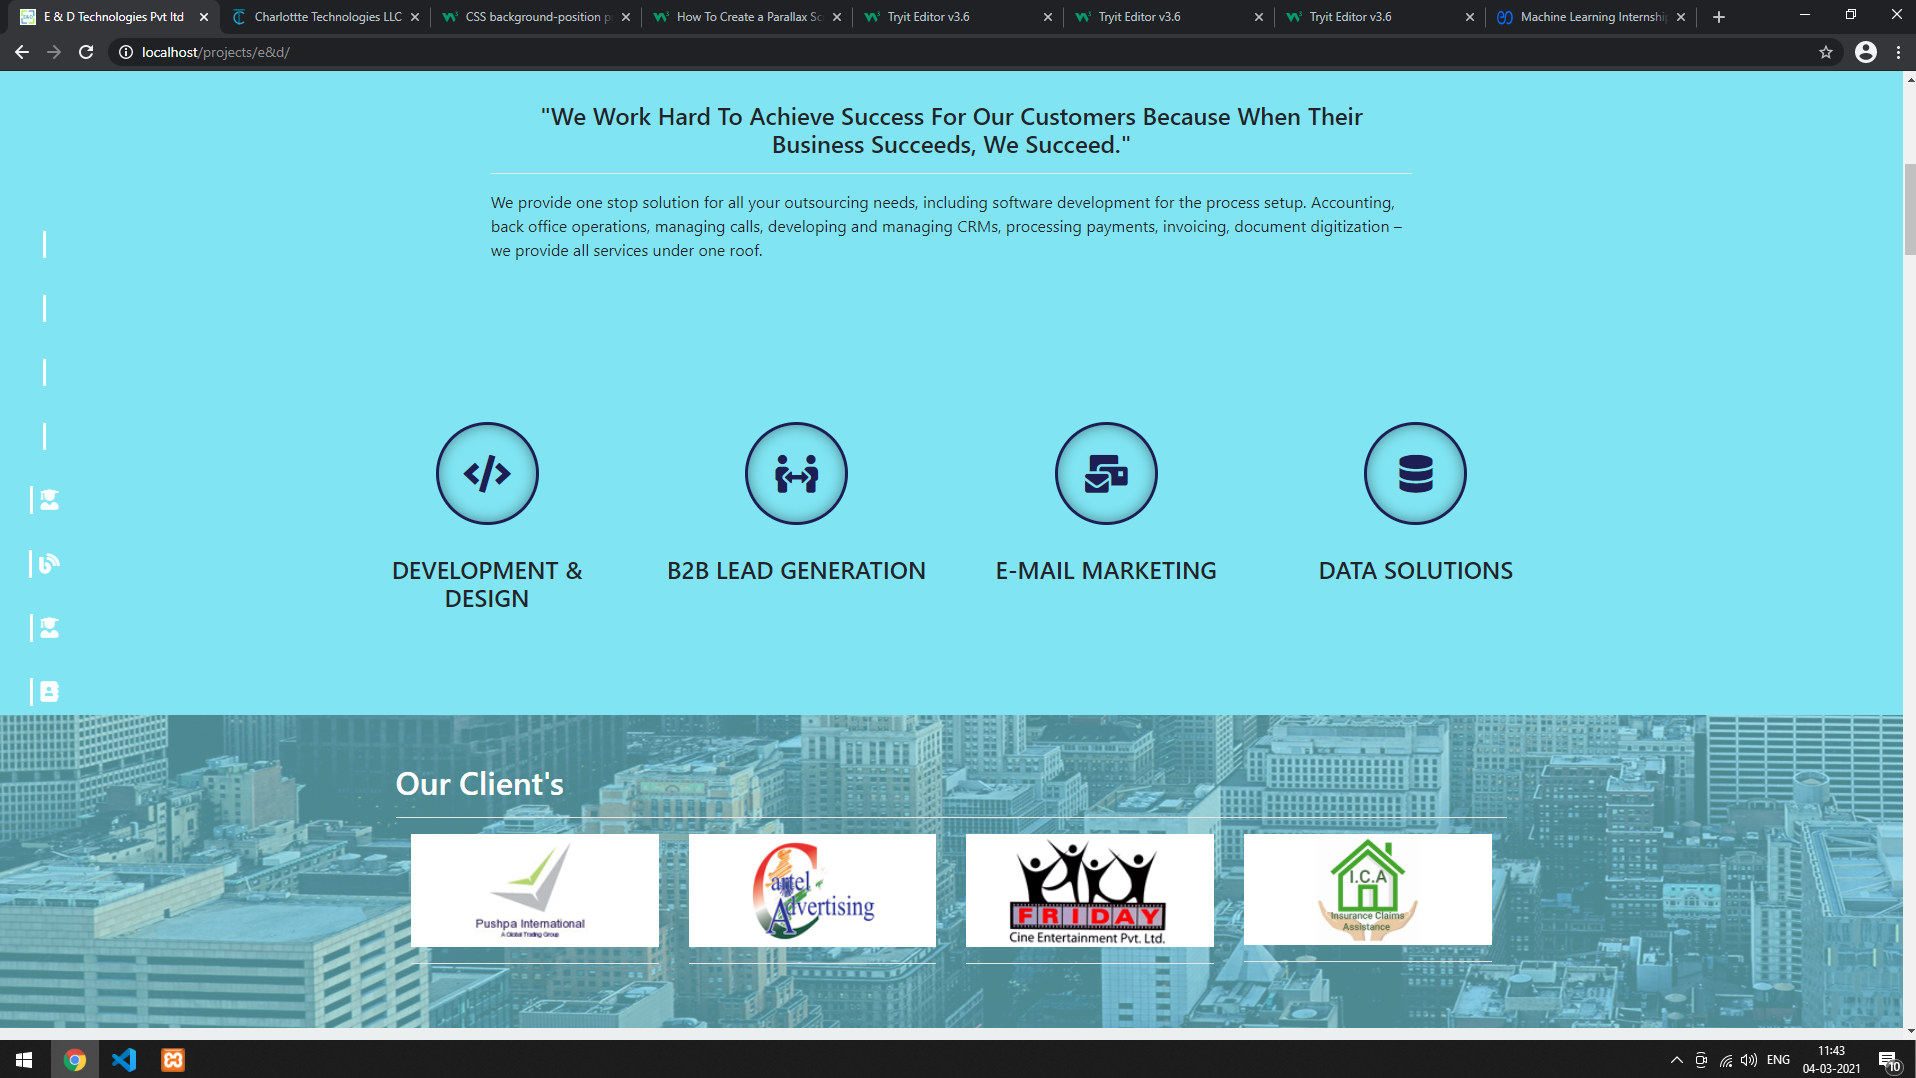 E & D Technologies Pvt ltd
Charlottte Technologies LLC
CSS background-position p
How To Create a Parallax Sc
Tryit Editor v3.6
Tryit Editor v3.6
Tryit Editor v3.6
Machine Learning Internshi
localhost/projects/e&d/
"We Work Hard To Achieve Success For Our Customers Because When Their
Business Succeeds, We Succeed."
We provide one stop solution for all your outsourcing needs, including software development for the process setup. Accounting,
back office operations, managing calls, developing and managing CRMs, processing payments, invoicing, document digitization –
we provide all services under one roof.
DEVELOPMENT &
DESIGN
B2B LEAD GENERATION
E-MAIL MARKETING
DATA SOLUTIONS
Our Client's
Pushpa International
A Global Trading Group
Cartel
Advertising
FRIDAY
Cine Entertainment Pvt. Ltd.
I.C.A
Insurance Claims
Assistance
ENG
11:43
04-03-2021
10